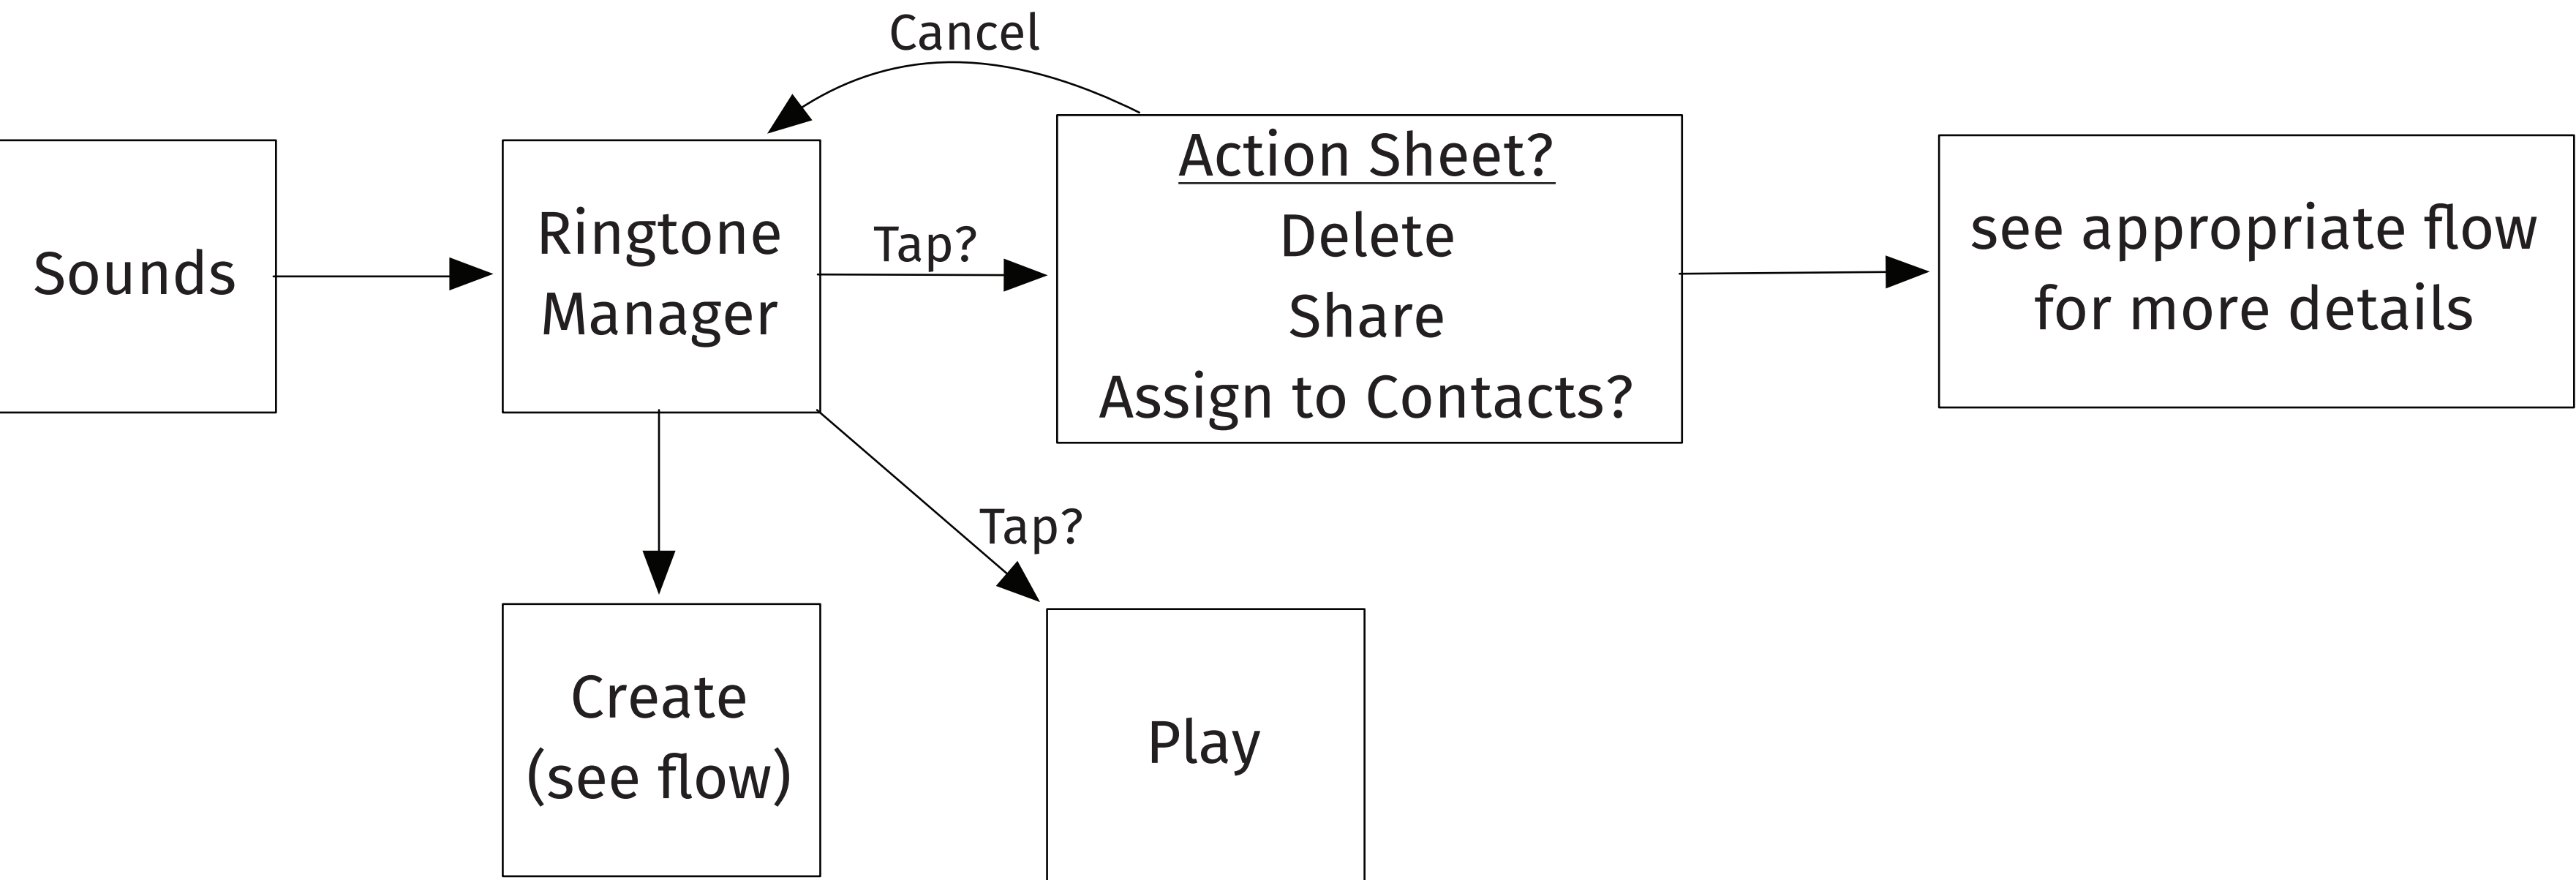 Cancel
Sounds
Ringtone
Manager
Tap?
Action Sheet?
Delete
Share
Assign to Contacts?
see appropriate flow
for more details
Tap?
Create
(see flow)
Play